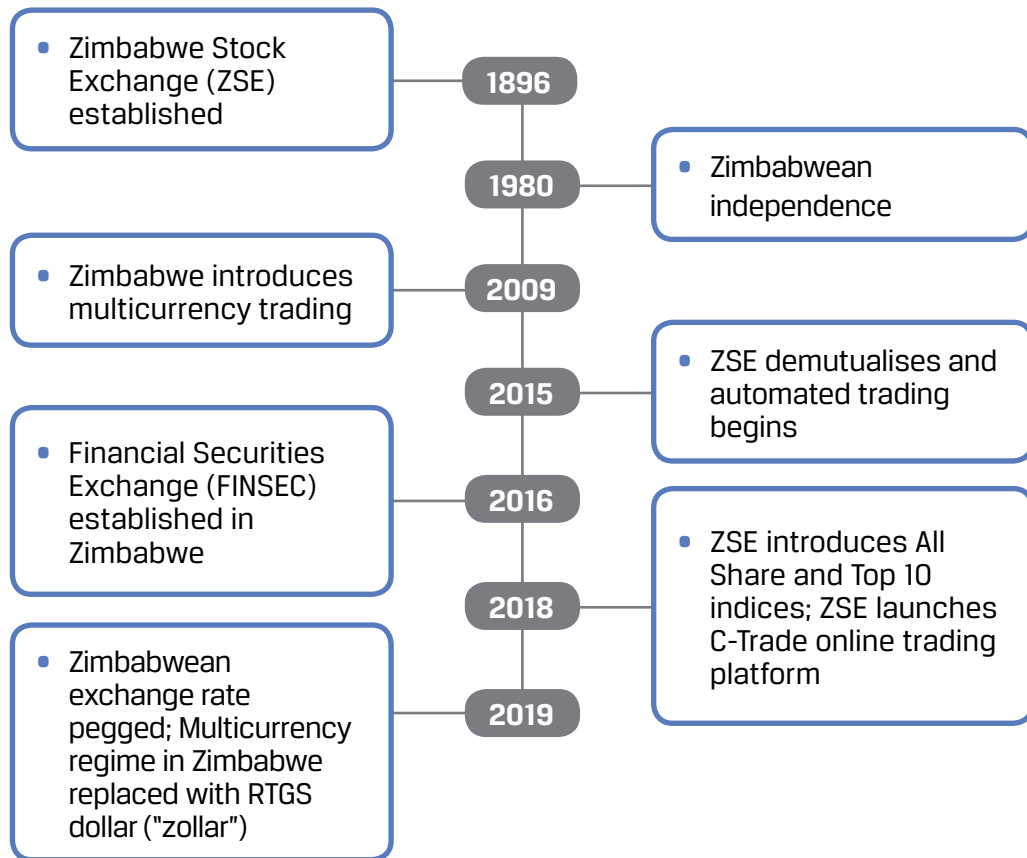 • Zimbabwe Stock
Exchange (ZSE)
established
1896
1980
• Zimbabwean
independence
• Zimbabwe introduces
multicurrency trading
2009
2015
• ZSE demutualises and
automated trading
begins
• Financial Securities
Exchange (FINSEC)
established in
Zimbabwe
2016
2018
• ZSE introduces All
Share and Top 10
indices; ZSE launches
C-Trade online trading
platform
• Zimbabwean
exchange rate
pegged; Multicurrency
regime in Zimbabwe
replaced with RTGS
dollar ("zollar")
2019